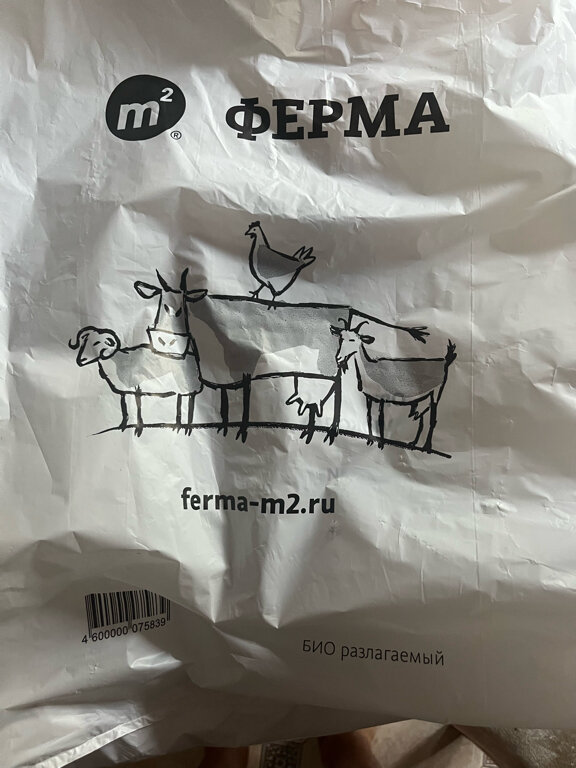 m² ® ФЕРМА
ferma-m2.ru
4 600000 075839
БИО разлагаемый